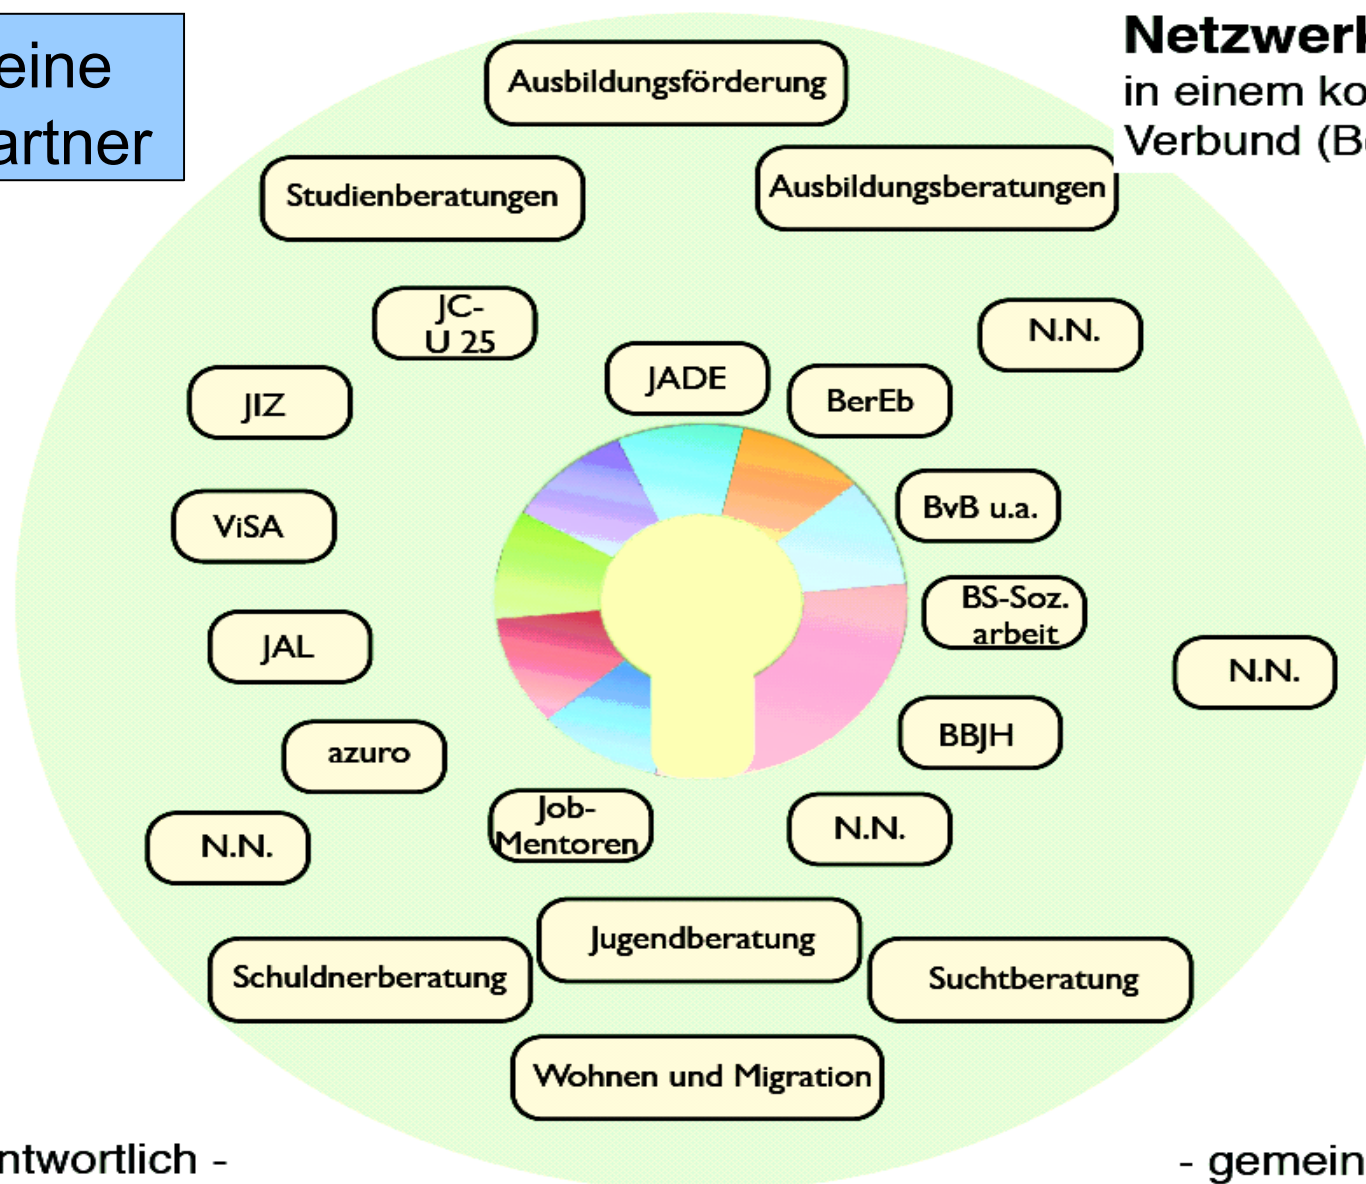 eine
artner
Netzwerk
in einem ko
Verbund (B
Ausbildungsförderung
Studienberatungen
Ausbildungsberatungen
JC-
U 25
N.N.
JADE
BerEb
JIZ
BvB u.a.
ViSA
BS-Soz.
arbeit
JAL
N.N.
BBJH
azuro
Job-
Mentoren
N.N.
N.N.
Jugendberatung
Schuldnerberatung
Suchtberatung
Wohnen und Migration
ntwortlich -
- gemein